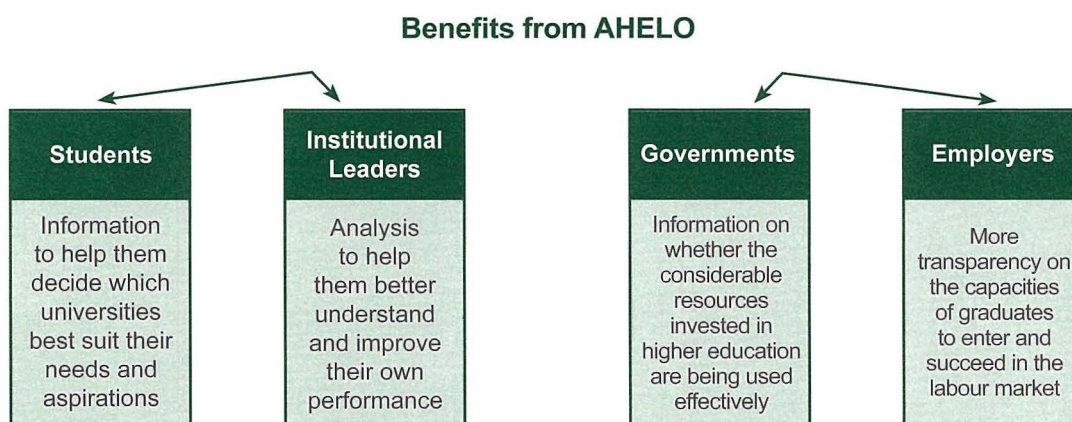 Benefits from AHELO
Students
Information
to help them
decide which
universities
best suit their
needs and
aspirations
Institutional
Leaders
Analysis
to help
them better
understand
and improve
their own
performance
Governments
Information on
whether the
considerable
resources
invested in
higher education
are being used
effectively
Employers
More
transparency on
the capacities
of graduates
to enter and
succeed in the
labour market